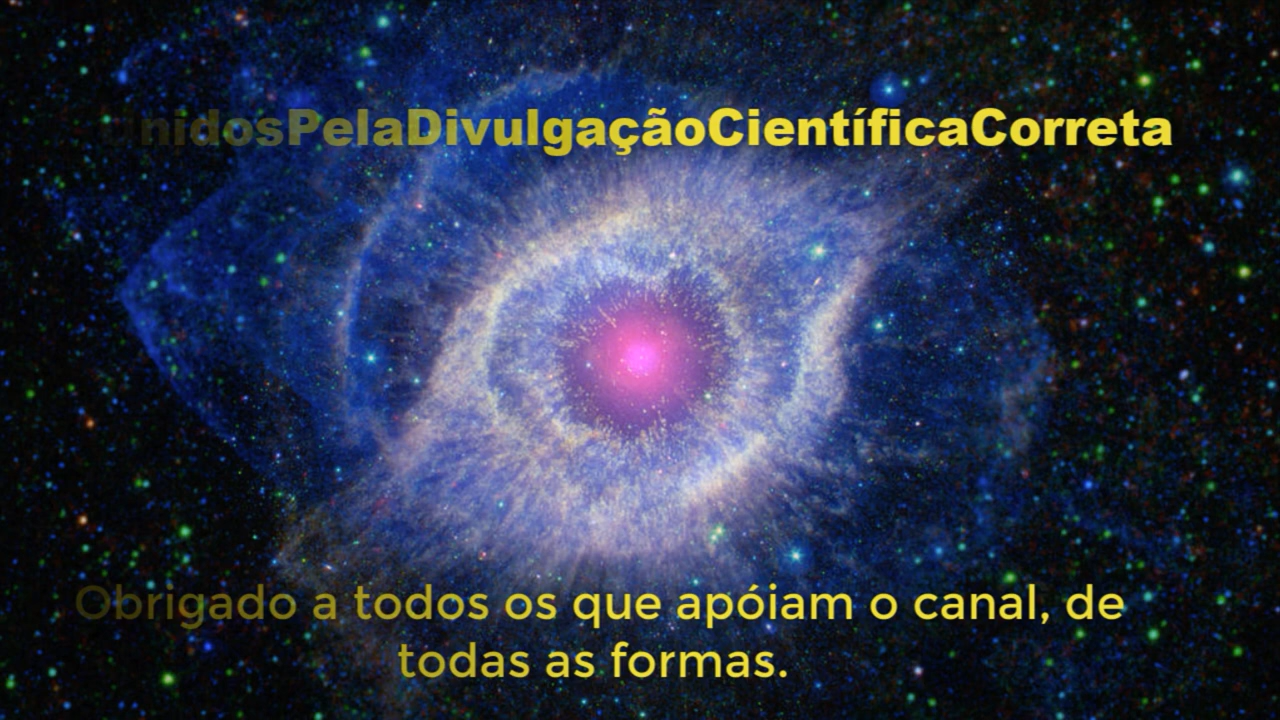 UnidosPelaDivulgaçãoCientíficaCorreta
Obrigado a todos os que apóiam o canal, de
todas as formas.